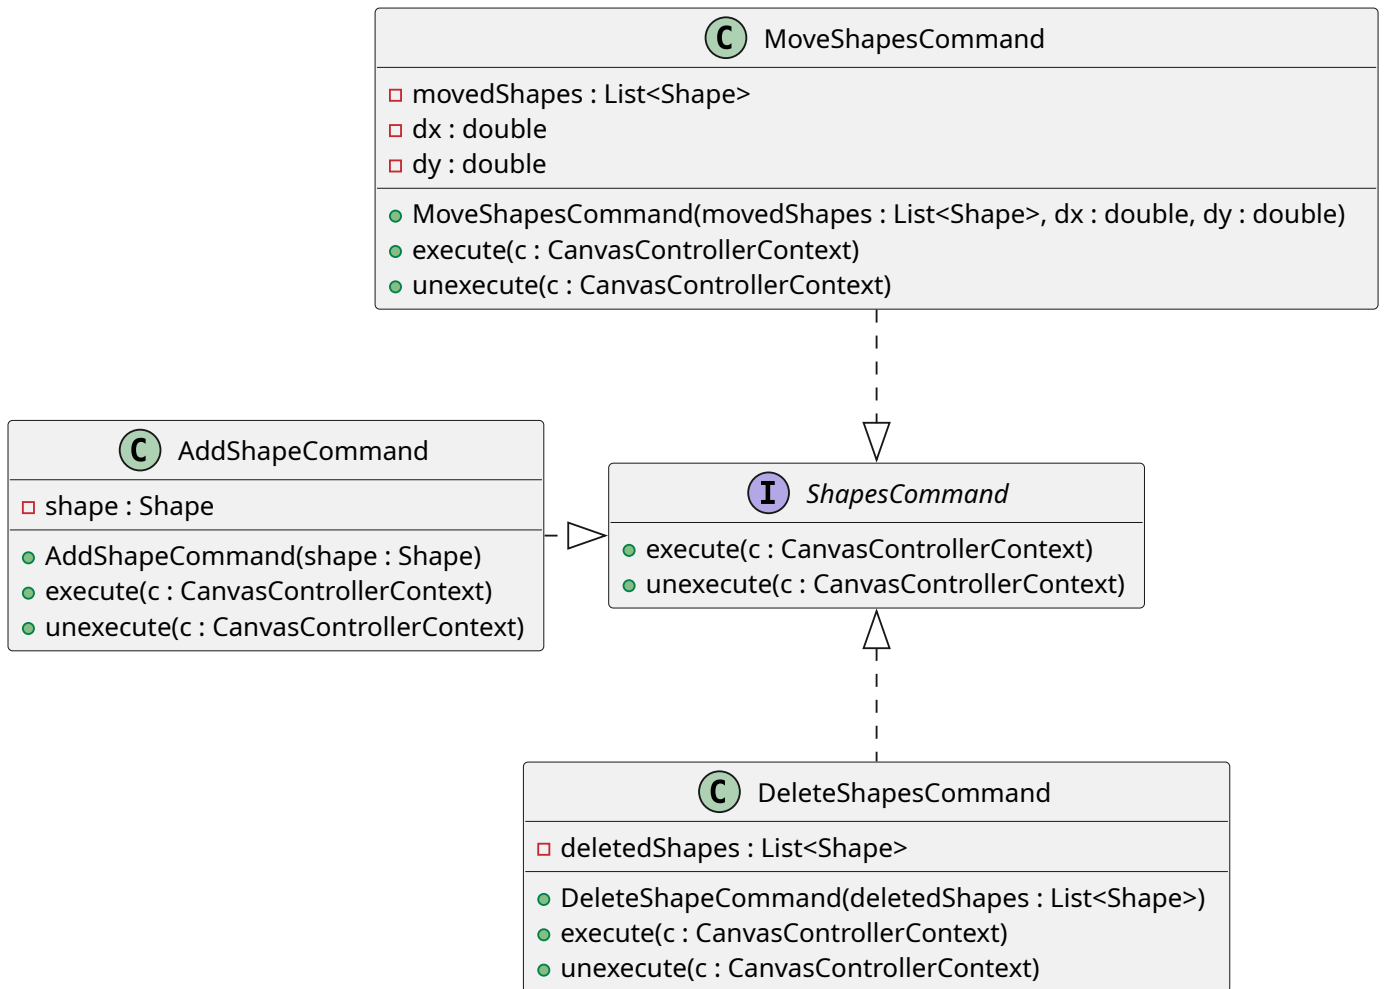 C MoveShapesCommand
movedShapes : List<Shape>
dx : double
dy : double
MoveShapesCommand(movedShapes : List<Shape>, dx : double, dy : double)
execute(c : CanvasControllerContext)
unexecute(c : CanvasControllerContext)
C AddShapeCommand
shape : Shape
AddShapeCommand(shape : Shape)
execute(c : CanvasControllerContext)
unexecute(c : CanvasControllerContext)
I ShapesCommand
execute(c : CanvasControllerContext)
unexecute(c : CanvasControllerContext)
C DeleteShapesCommand
deletedShapes : List<Shape>
DeleteShapeCommand(deletedShapes : List<Shape>)
execute(c : CanvasControllerContext)
unexecute(c : CanvasControllerContext)